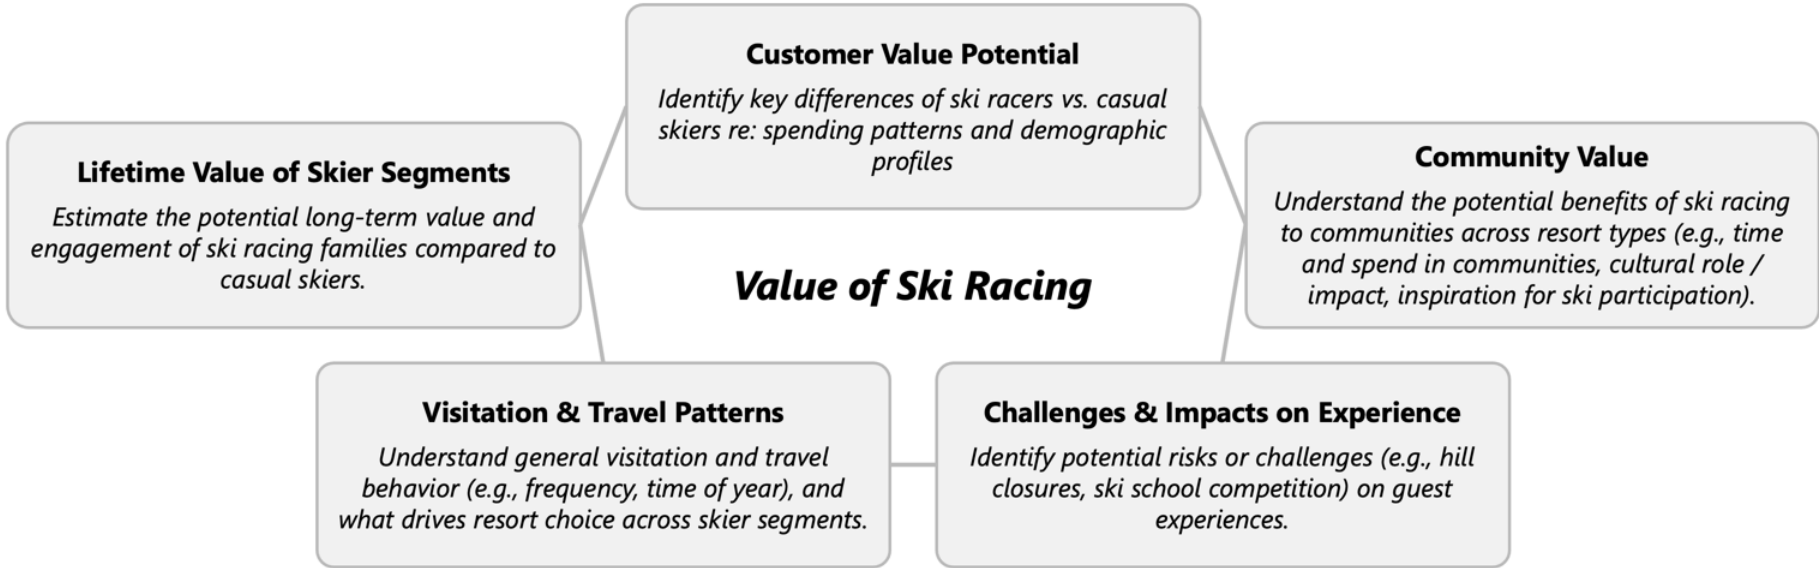 Customer Value Potential
Identify key differences of ski racers vs. casual
skiers re: spending patterns and demographic
profiles
Lifetime Value of Skier Segments
Estimate the potential long-term value and
engagement of ski racing families compared to
casual skiers.
Community Value
Understand the potential benefits of ski racing
to communities across resort types (e.g., time
and spend in communities, cultural role /
impact, inspiration for ski participation).
Value of Ski Racing
Visitation & Travel Patterns
Understand general visitation and travel
behavior (e.g., frequency, time of year), and
what drives resort choice across skier segments.
Challenges & Impacts on Experience
Identify potential risks or challenges (e.g., hill
closures, ski school competition) on guest
experiences.